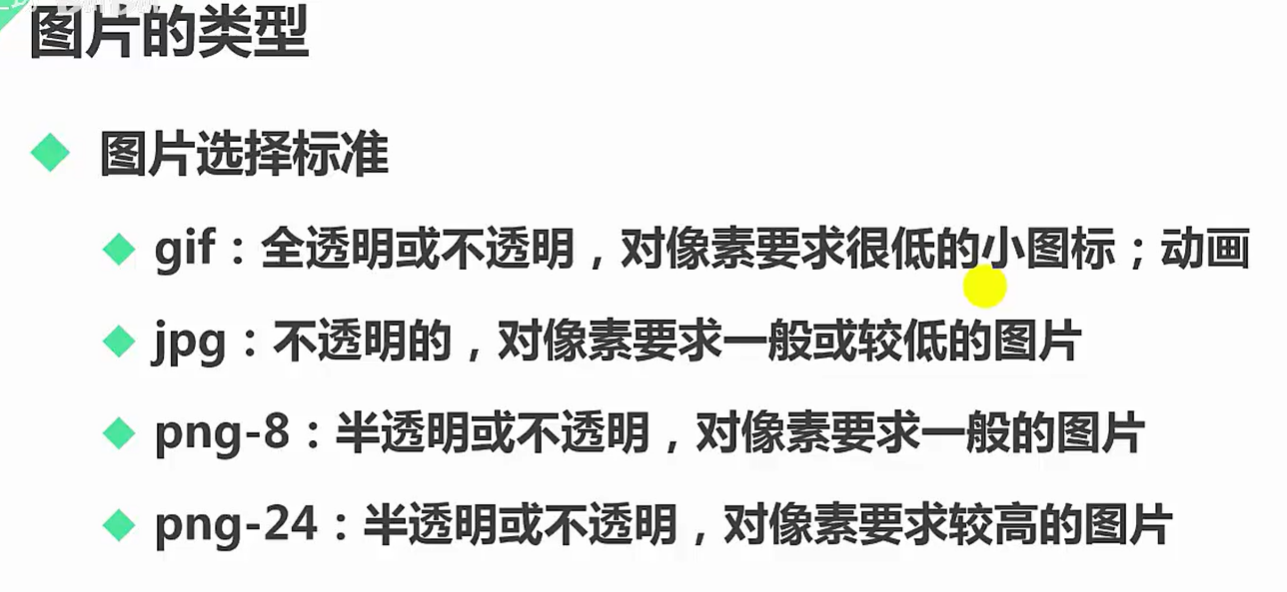 图片的类型
图片选择标准
gif：全透明或不透明，对像素要求很低的小图标；动画
jpg：不透明的，对像素要求一般或较低的图片
png-8：半透明或不透明，对像素要求一般的图片
png-24：半透明或不透明，对像素要求较高的图片